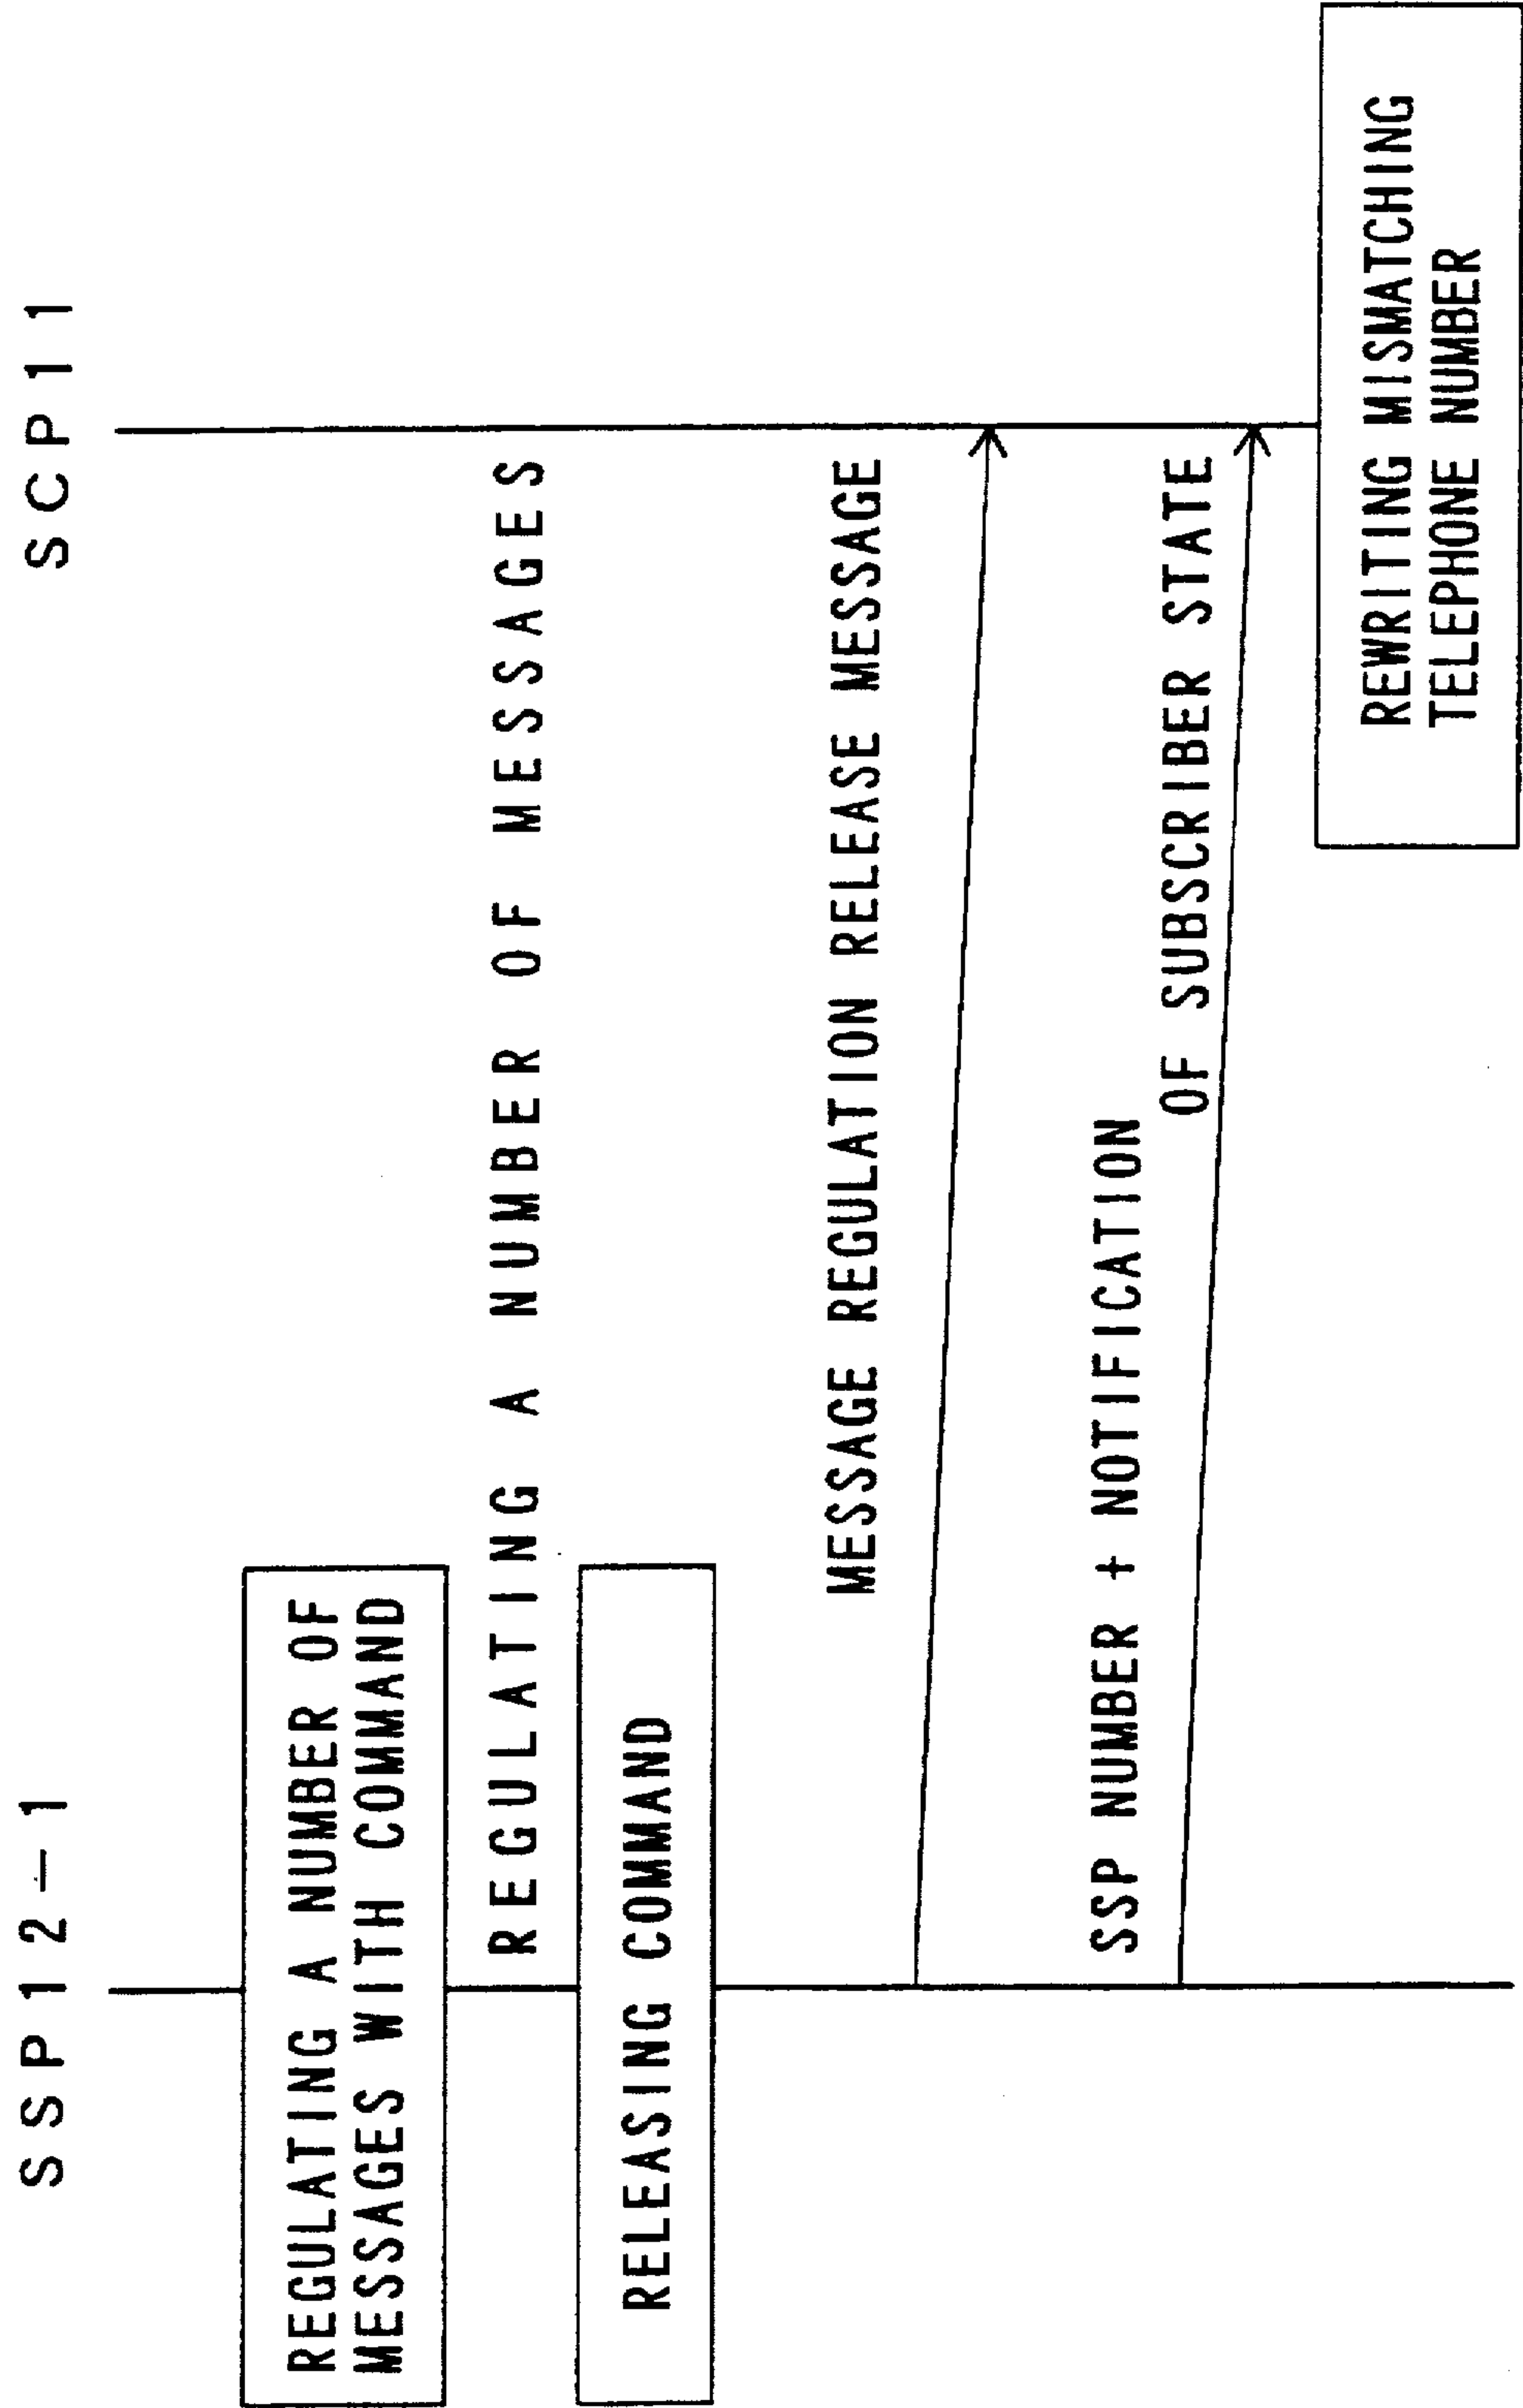 SSP12-1
SCP11
REGULATING A NUMBER OF
MESSAGES WITH COMMAND
REGULATING A NUMBER OF MESSAGES
RELEASING COMMAND
MESSAGE REGULATION RELEASE MESSAGE
SSP NUMBER + NOTIFICATION
OF SUBSCRIBER STATE
REWRITING MISMATCHING
TELEPHONE NUMBER